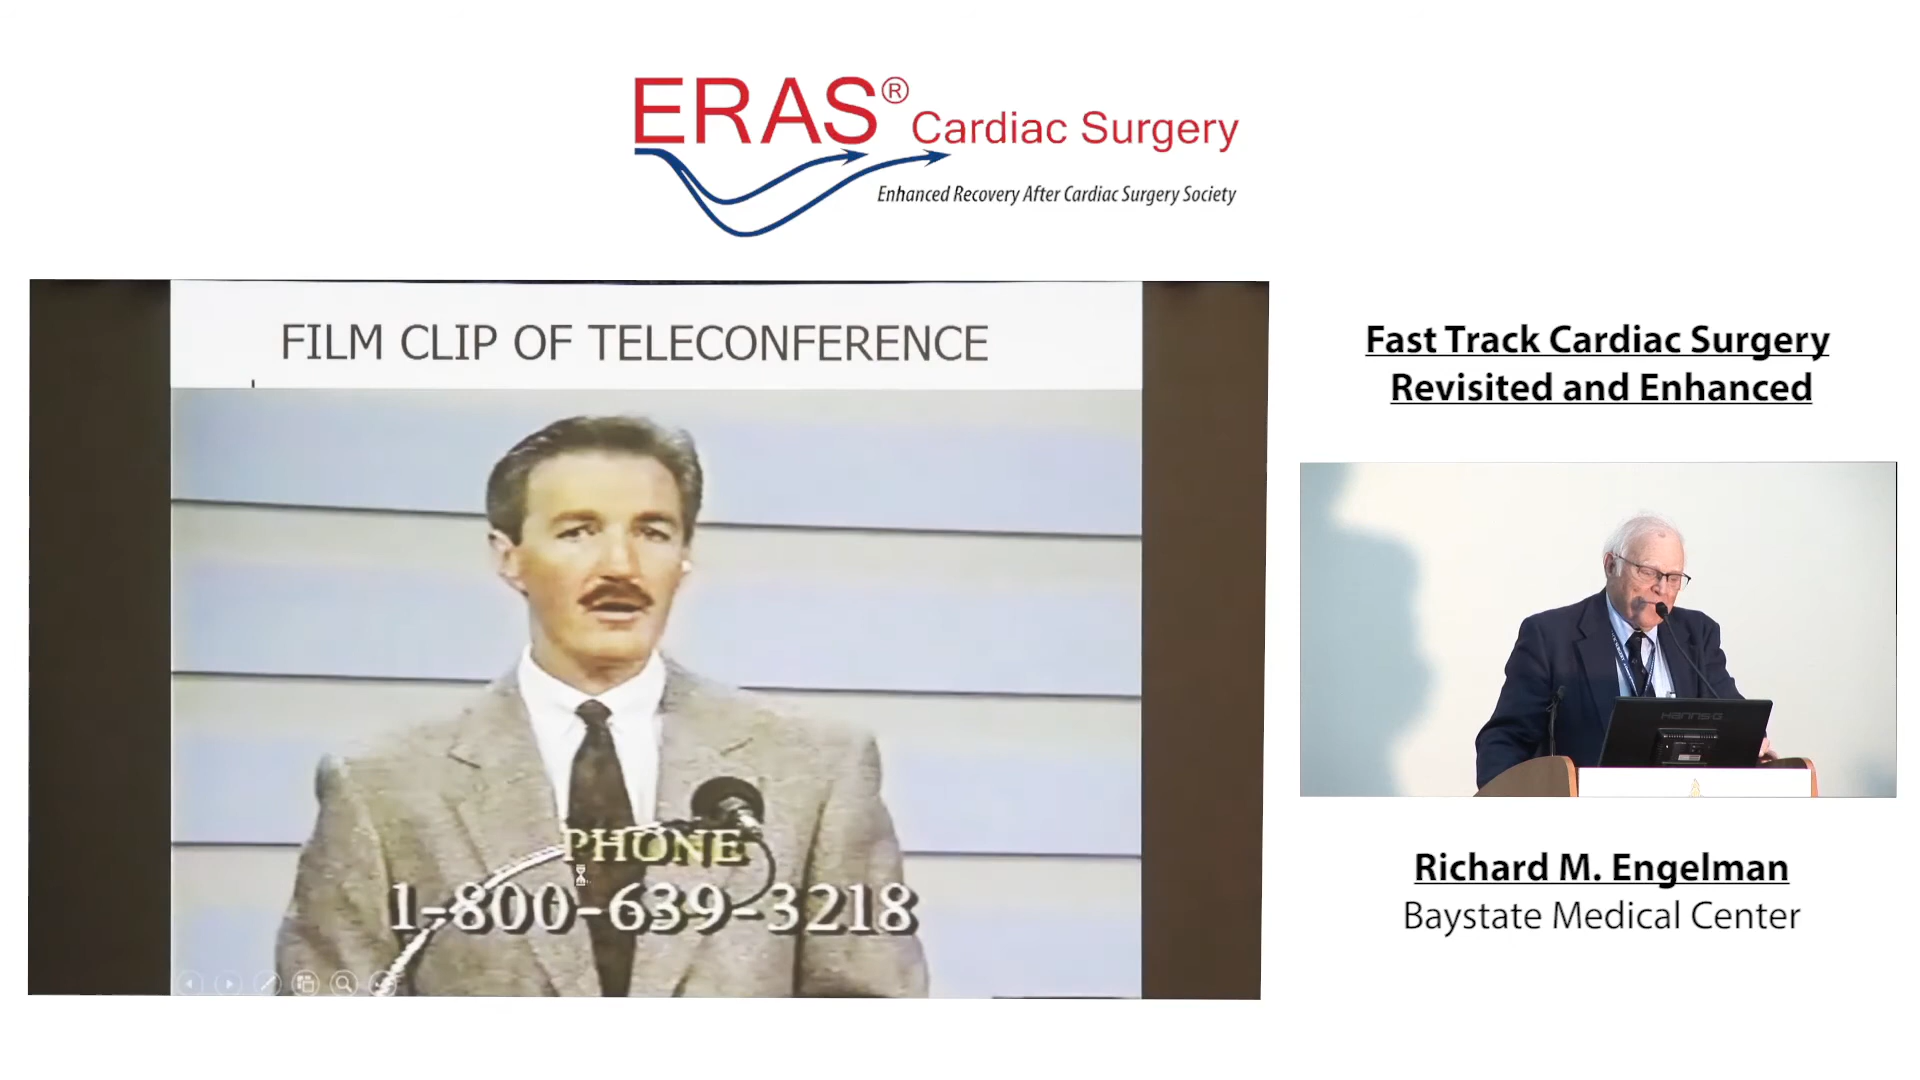 ERAS® Cardiac Surgery
Enhanced Recovery After Cardiac Surgery Society
FILM CLIP OF TELECONFERENCE
PHONE
1-800-639-3218
Fast Track Cardiac Surgery
Revisited and Enhanced
HANNS-G
Richard M. Engelman
Baystate Medical Center